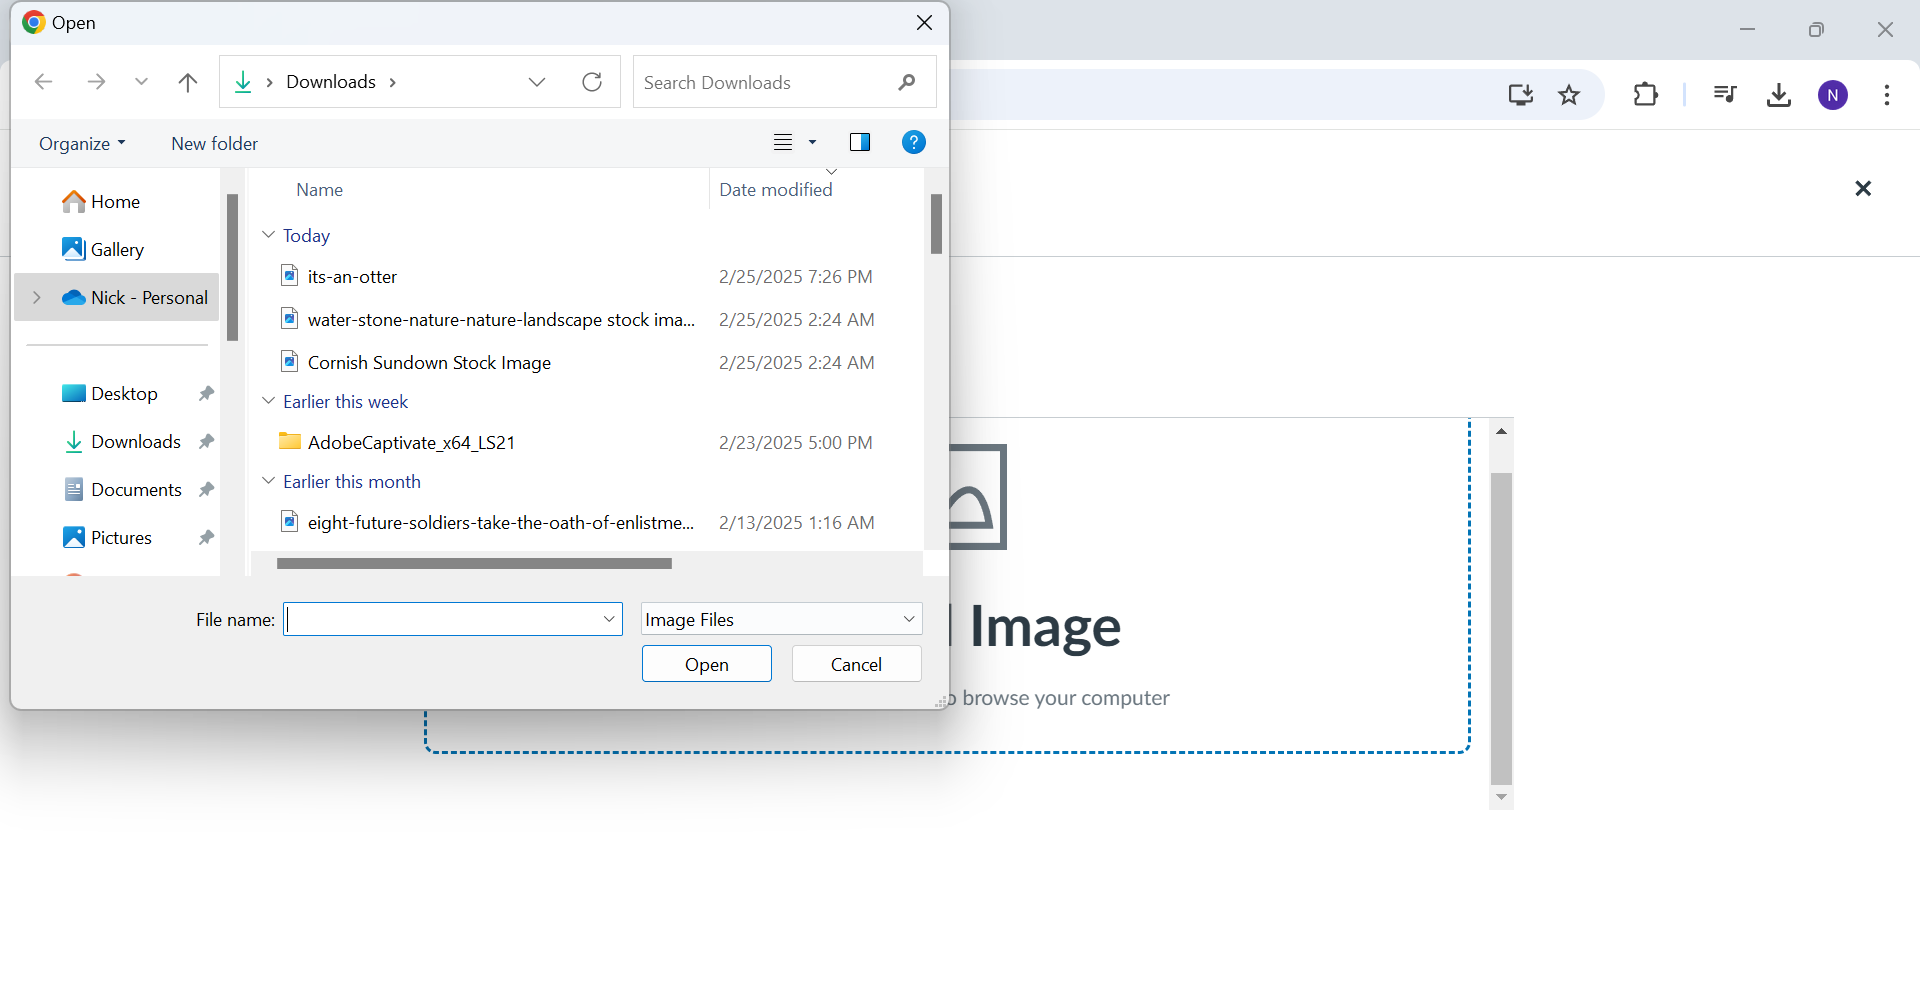 Open
Downloads
Search Downloads
N
Organize
New folder
?
Name
Date modified
Home
Gallery
Nick - Personal
Desktop
Downloads
Documents
Pictures
Today
its-an-otter 2/25/2025 7:26 PM
water-stone-nature-nature-landscape stock ima... 2/25/2025 2:24 AM
Cornish Sundown Stock Image 2/25/2025 2:24 AM
Earlier this week
AdobeCaptivate_x64_LS21 2/23/2025 5:00 PM
Earlier this month
eight-future-soldiers-take-the-oath-of-enlistme... 2/13/2025 1:16 AM
File name:
Image Files
Open
Cancel
Image
browse your computer